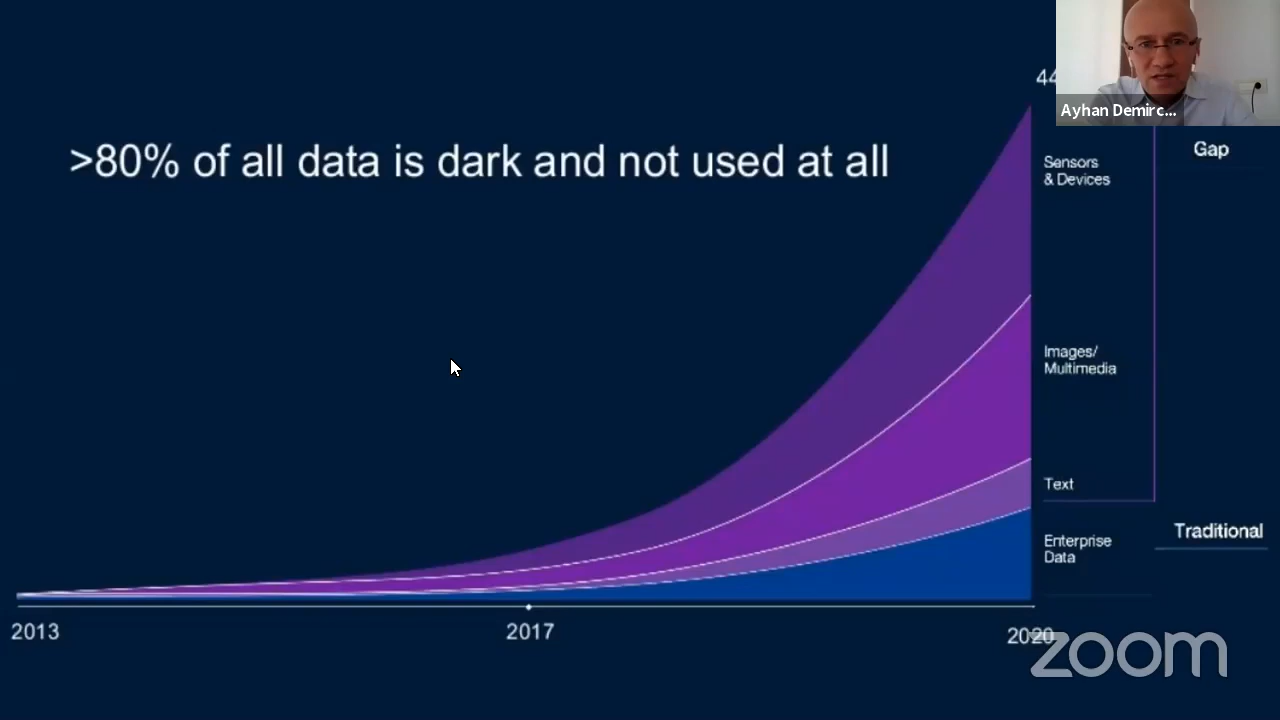 44
Ayhan Demirc...
>80% of all data is dark and not used at all
Gap
Sensors
& Devices
Images/
Multimedia
Text
Traditional
Enterprise
Data
2013
2017
2020
zoom